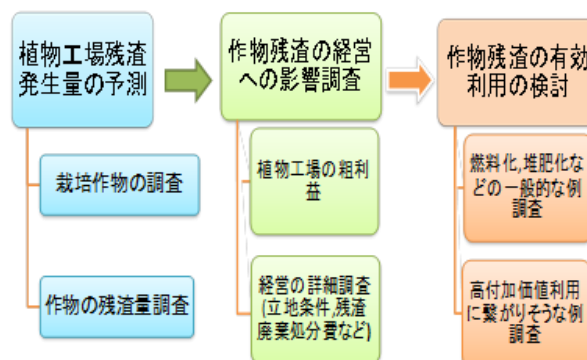 植物工場残渣
発生量の予測
栽培作物の調査
作物の残渣量調査
作物残渣の経営
への影響調査
植物工場の粗利
益
経営の詳細調査
(立地条件,残渣
廃棄処分費など)
作物残渣の有効
利用の検討
燃料化,堆肥化な
どの一般的な例
調査
高付加価値利用
に繋がりそうな例
調査